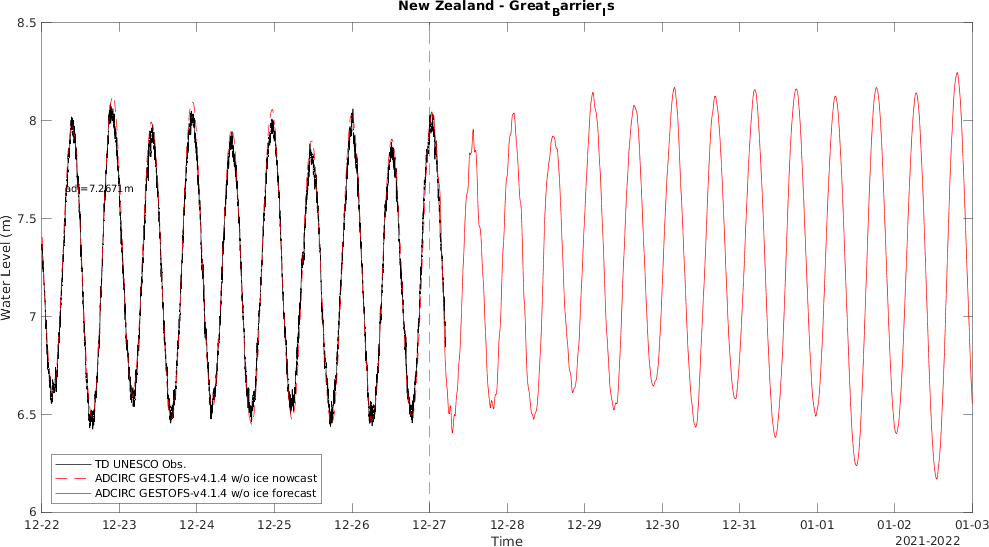 New Zealand - GreatBarrierIs
8.5
8
7.5
7
6.5
6
Water Level (m)
adj=7.2671m
TD UNESCO Obs.
ADCIRC GESTOFS-v4.1.4 w/o ice nowcast
ADCIRC GESTOFS-v4.1.4 w/o ice forecast
12-22 12-23 12-24 12-25 12-26 12-27 12-28 12-29 12-30 12-31 01-01 01-02 01-03
Time
2021-2022